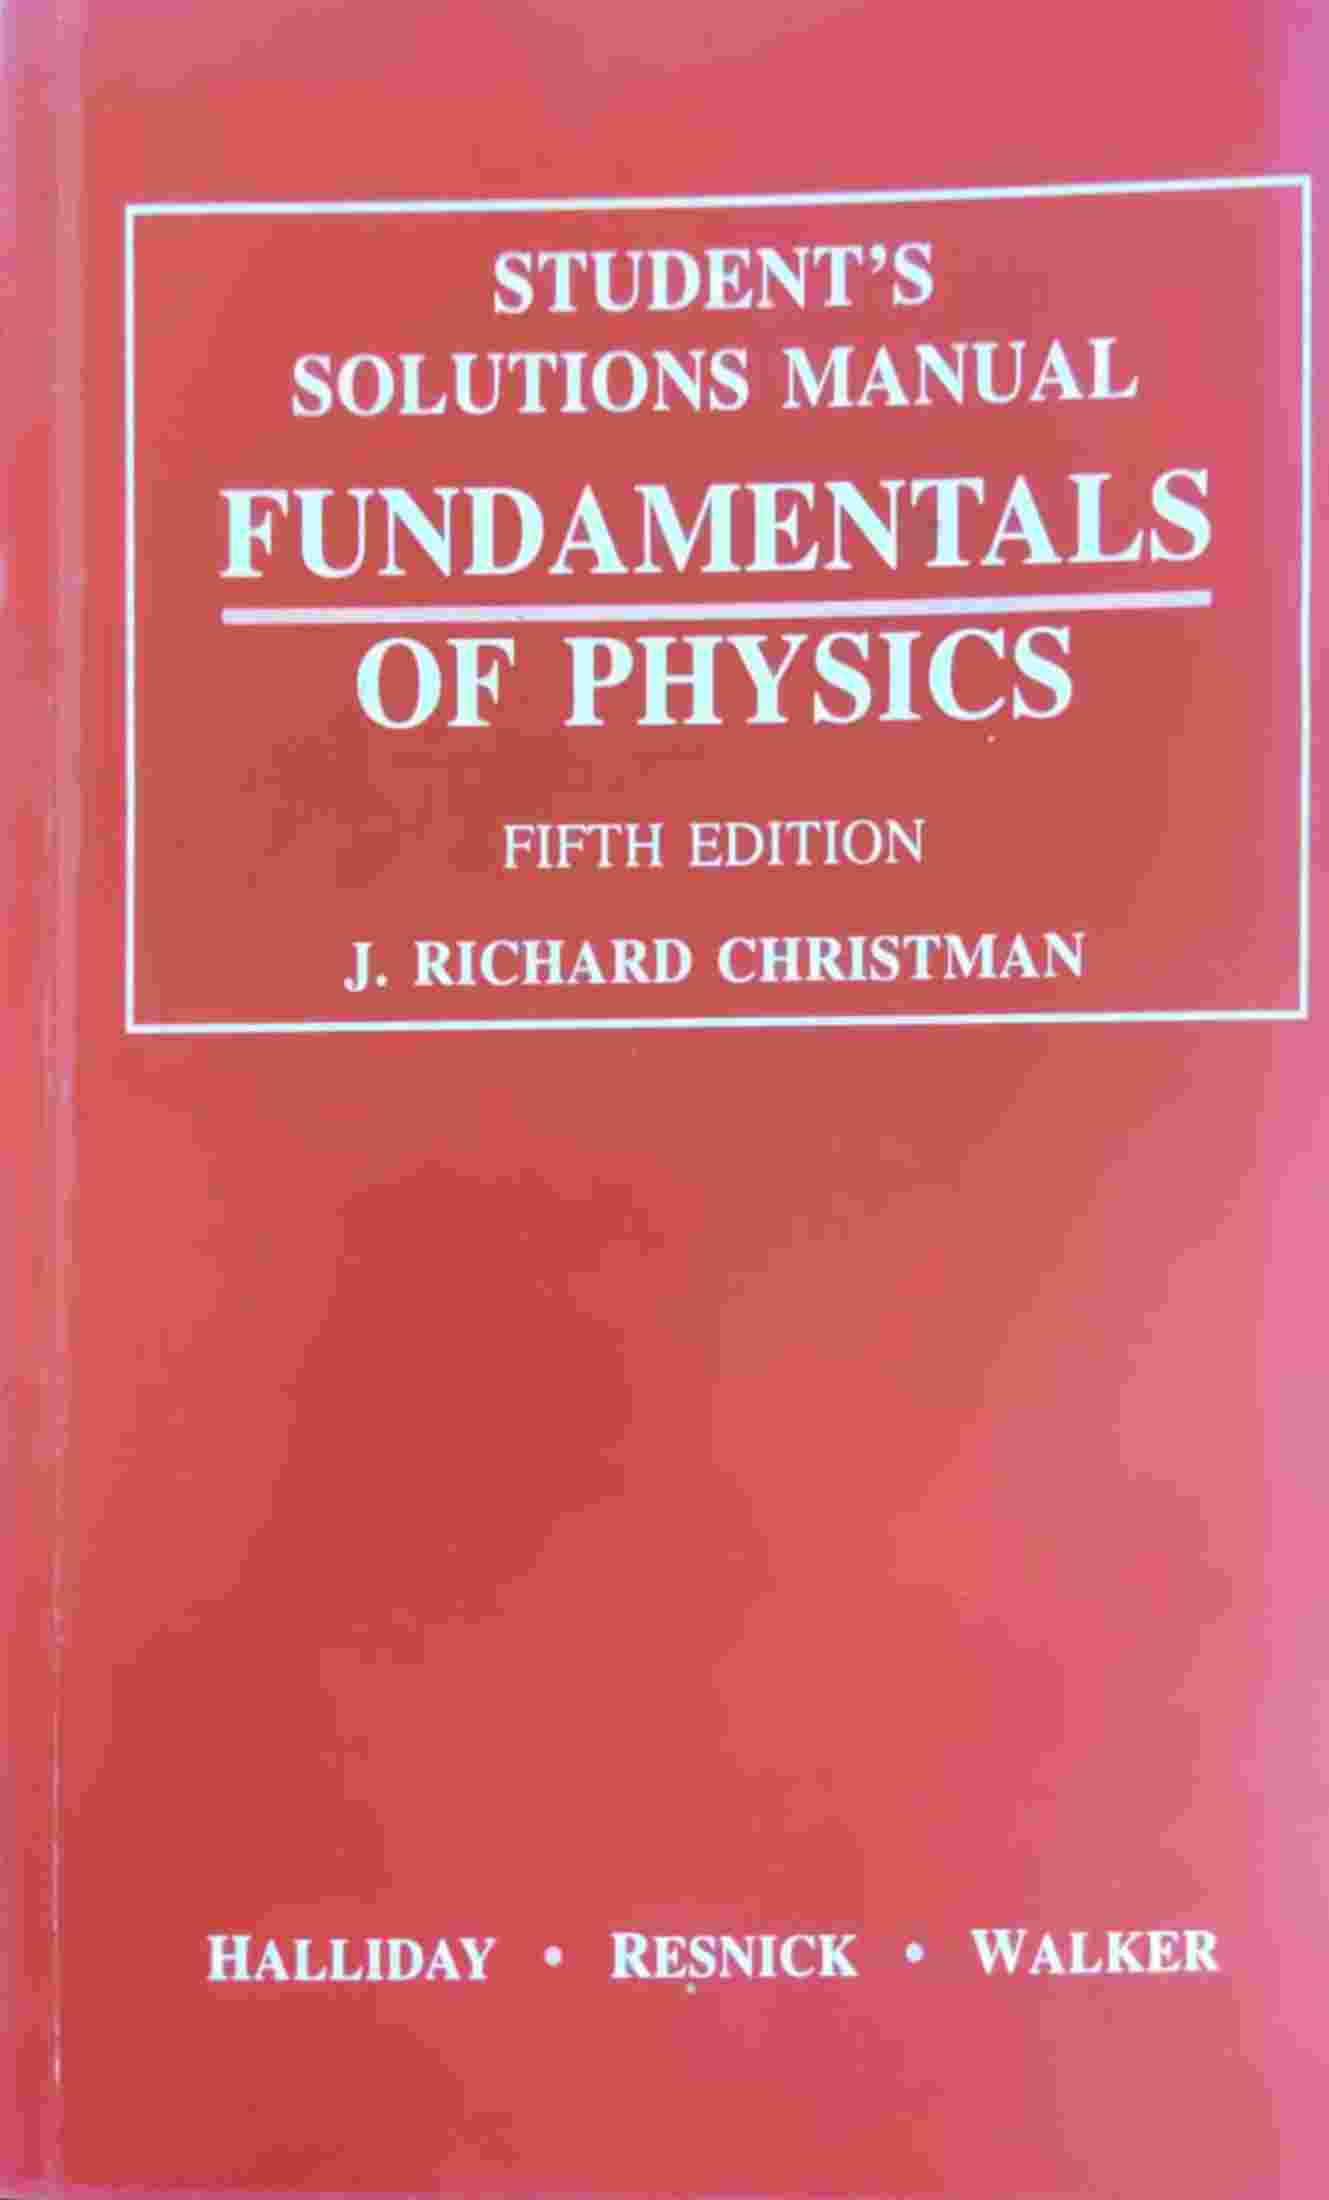 STUDENT'S
SOLUTIONS MANUAL
FUNDAMENTALS
OF PHYSICS
FIFTH EDITION
J. RICHARD CHRISTMAN
HALLIDAY • RESNICK • WALKER